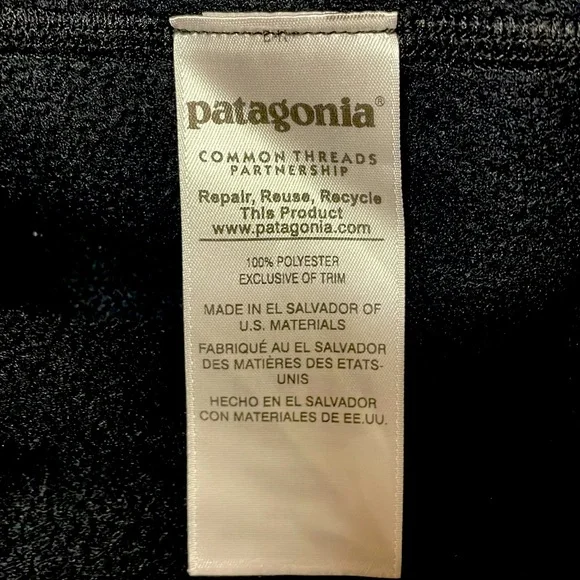 patagonia®
COMMON THREADS
PARTNERSHIP
Repair, Reuse, Recycle
This Product
www.patagonia.com
100% POLYESTER
EXCLUSIVE OF TRIM
MADE IN EL SALVADOR OF
U.S. MATERIALS
FABRIQUÉ AU EL SALVADOR
DES MATIÈRES DES ETATS-
UNIS
HECHO EN EL SALVADOR
CON MATERIALES DE EE.UU.